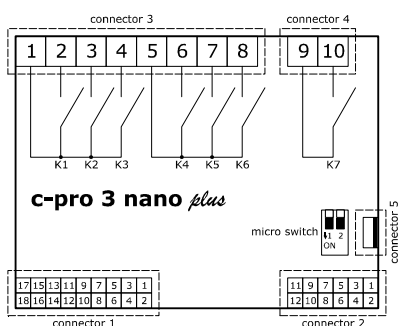 connector 3 connector 4
1 2 3 4 5 6 7 8 9 10
K1 K2 K3 K4 K5 K6 K7
c-pro 3 nano plus
micro switch
1 2
ON
connector 5
17 15 13 11 9 7 5 3 1 11 9 7 5 3 1
18 16 14 12 10 8 6 4 2 12 10 8 6 4 2
connector 1 connector 2